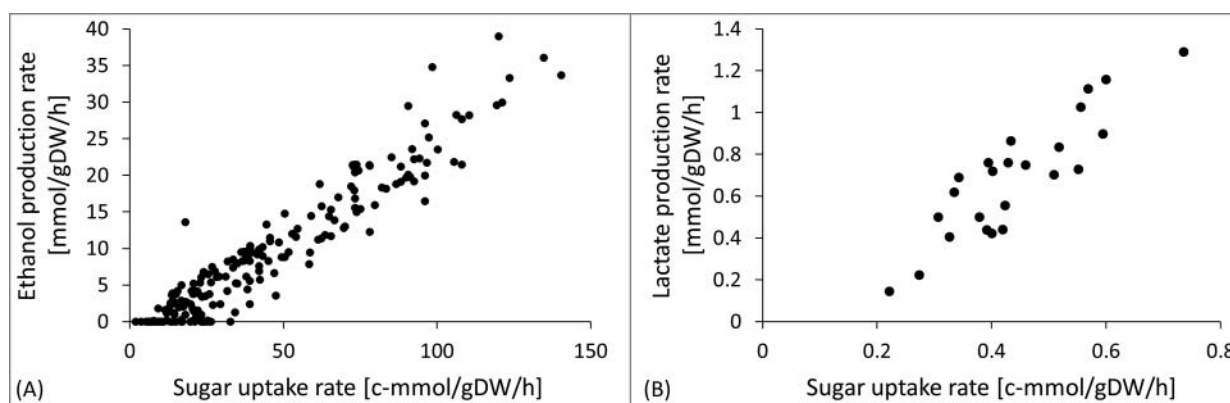 Ethanol production rate
[mmol/gDW/h]
40
35
30
25
20
15
10
5
0
0 50 100 150
(A) Sugar uptake rate [c-mmol/gDW/h]
Lactate production rate
[mmol/gDW/h]
1.4
1.2
1
0.8
0.6
0.4
0.2
0
0 0.2 0.4 0.6 0.8
(B) Sugar uptake rate [c-mmol/gDW/h]